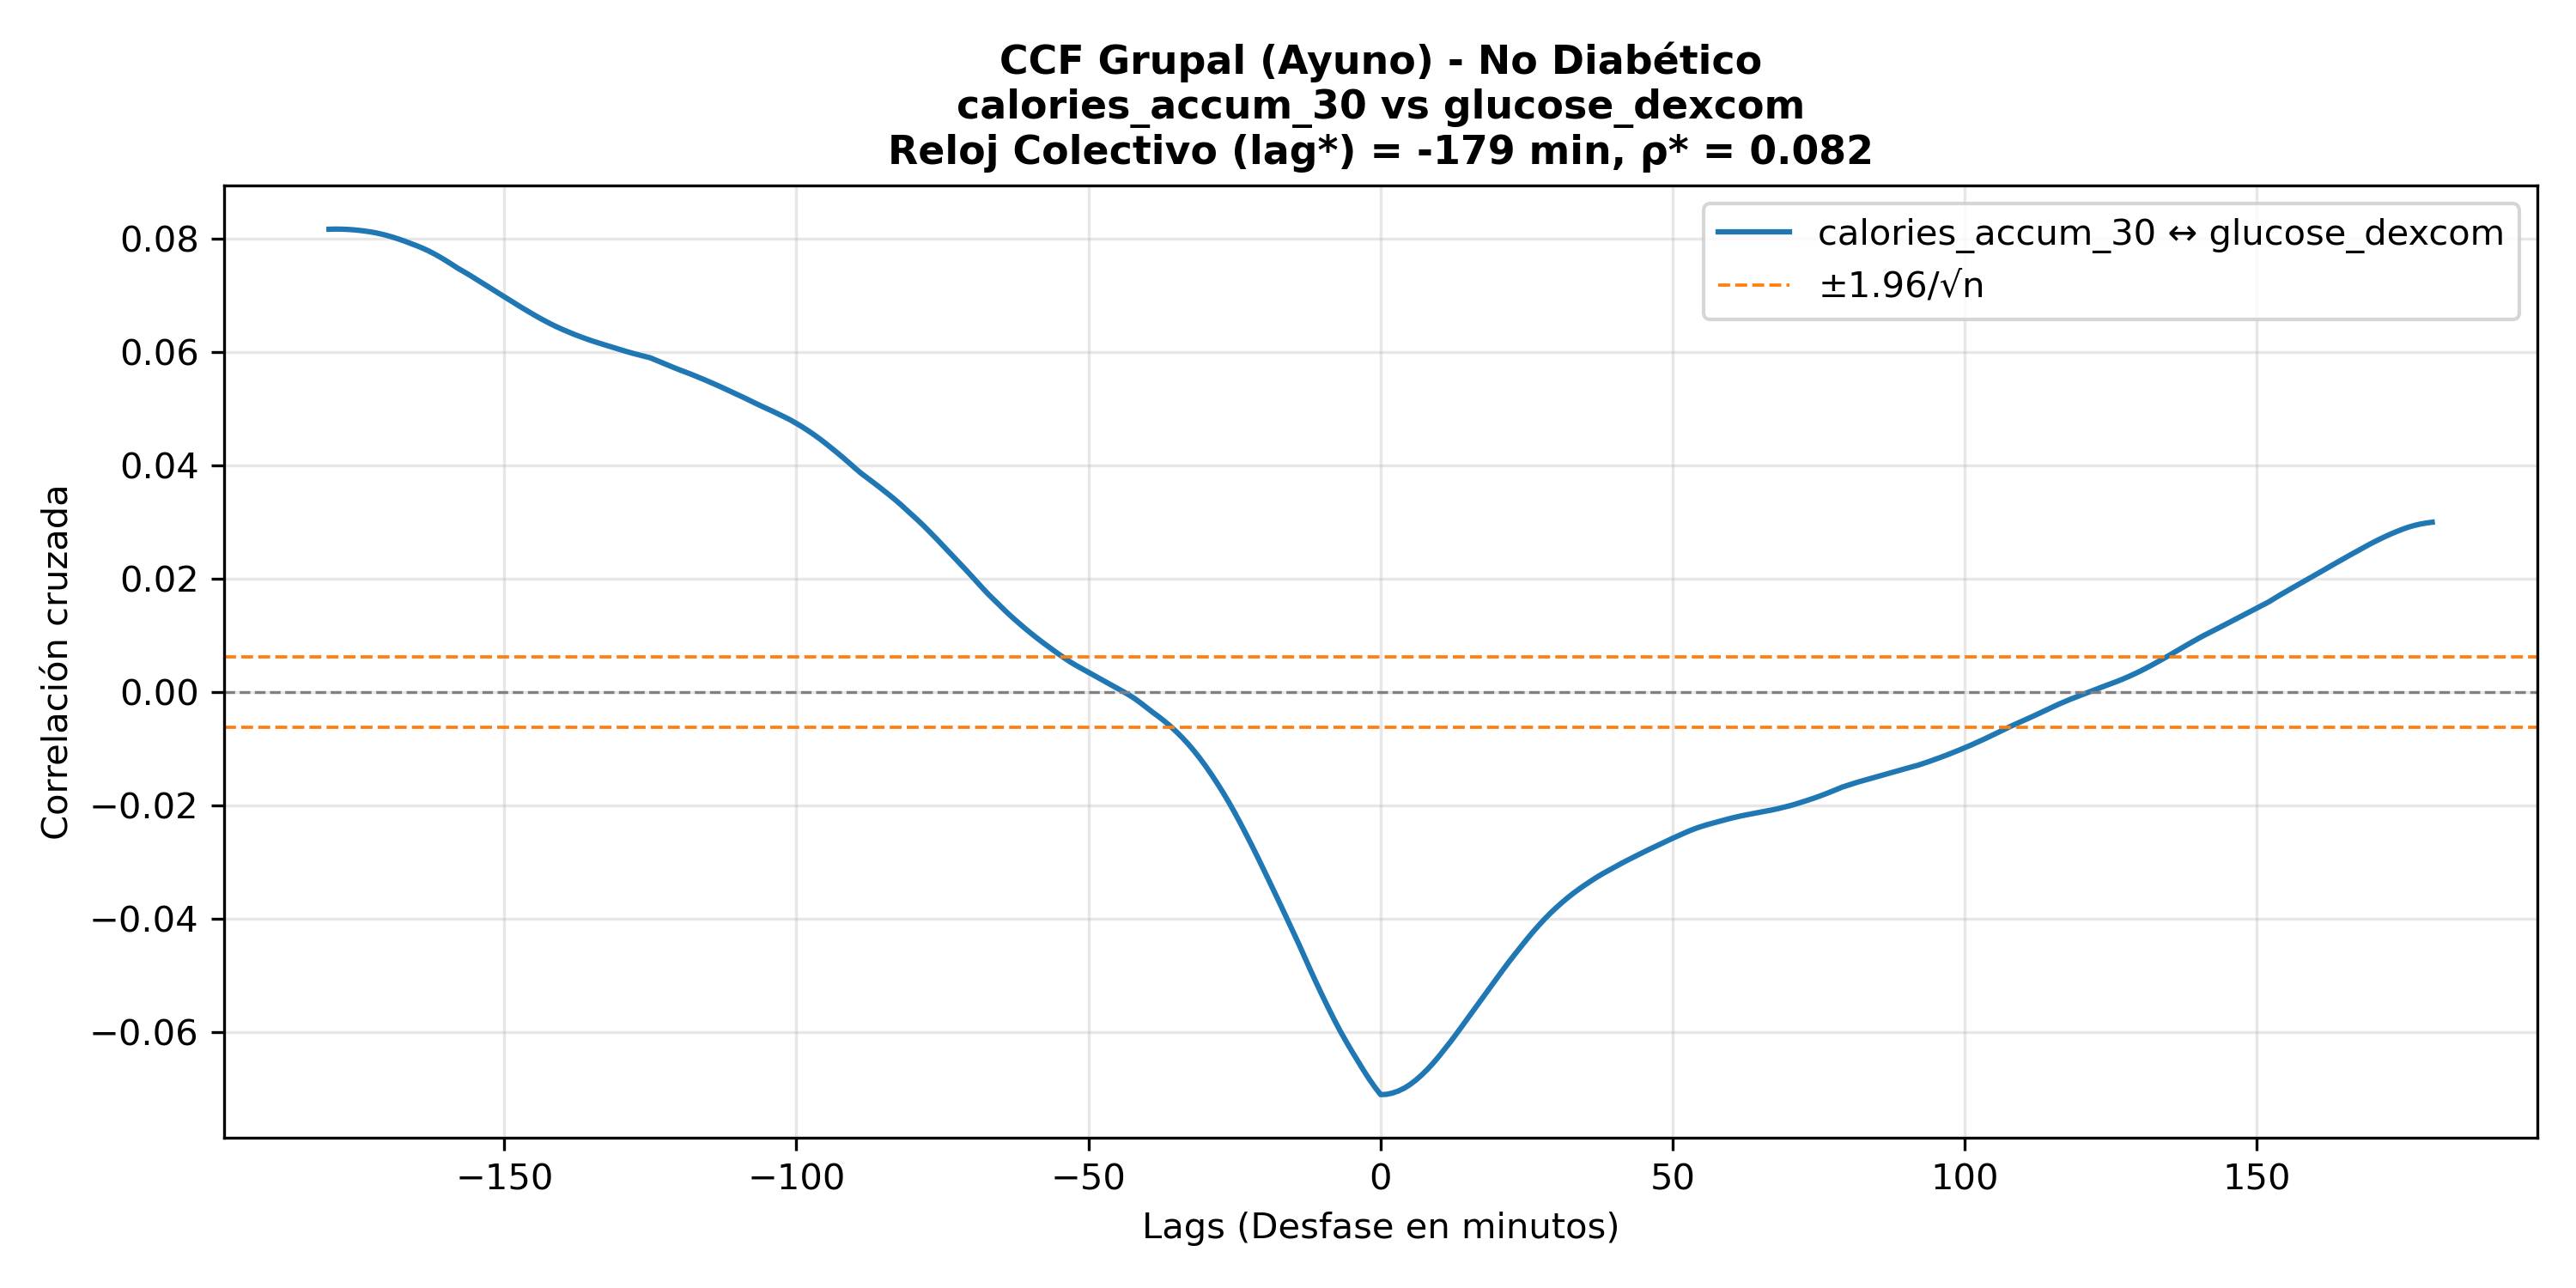 CCF Grupal (Ayuno) - No Diabético
calories_accum_30 vs glucose_dexcom
Reloj Colectivo (lag*) = -179 min, ρ* = 0.082
calories_accum_30 ↔ glucose_dexcom
±1.96/√n
Correlación cruzada
0.08
0.06
0.04
0.02
0.00
−0.02
−0.04
−0.06
−150
−100
−50
0
50
100
150
Lags (Desfase en minutos)